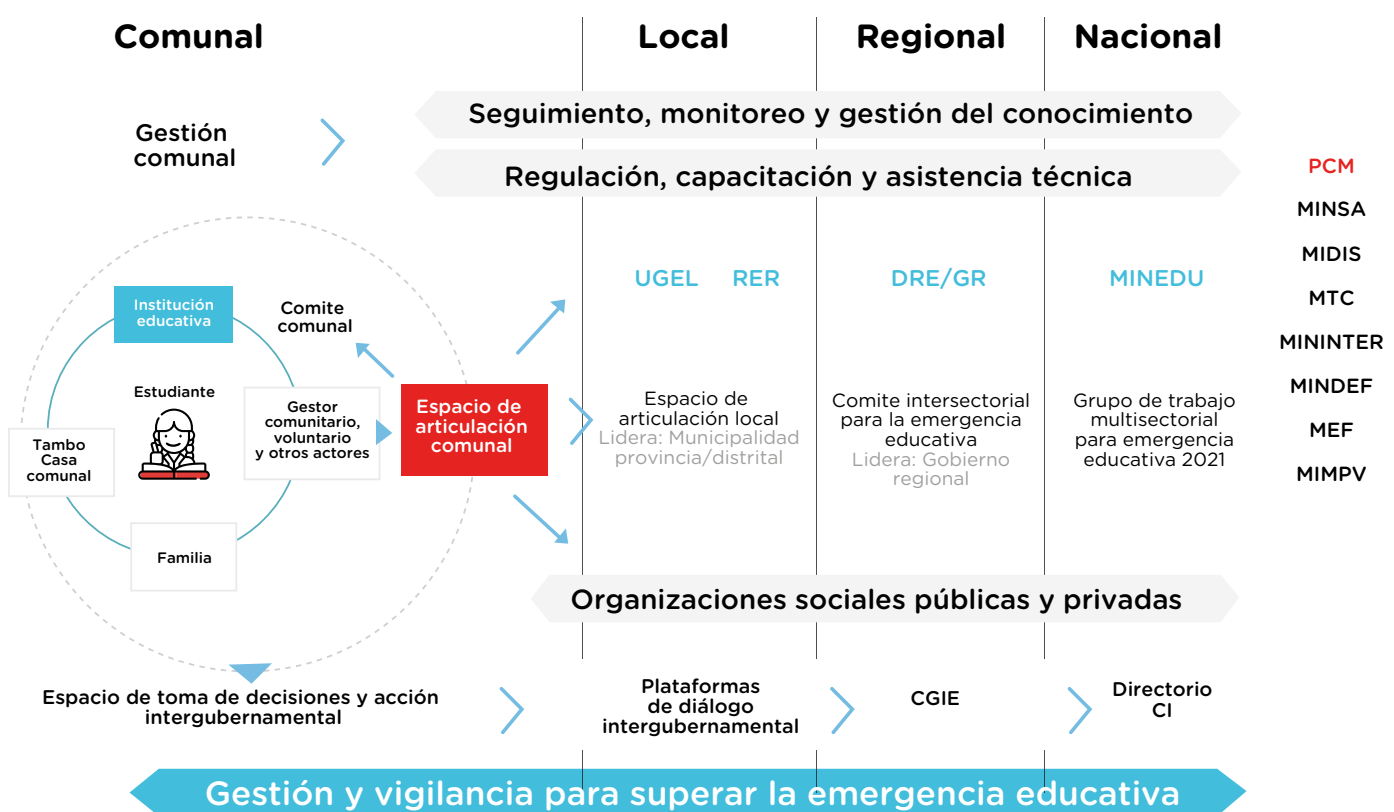 Comunal
Local
Regional
Nacional
Gestión
comunal
Seguimiento, monitoreo y gestión del conocimiento
Regulación, capacitación y asistencia técnica
PCM
MINSA
MIDIS
MTC
MININTER
MINDEF
MEF
MIMPV
UGEL
RER
DRE/GR
MINEDU
Institución
educativa
Comite
comunal
Estudiante
Gestor
comunitario,
voluntario
y otros actores
Tambo
Casa
comunal
Familia
Espacio de
articulación
comunal
Espacio de
articulación local
Lidera: Municipalidad
provincia/distrital
Comite intersectorial
para la emergencia
educativa
Lidera: Gobierno
regional
Grupo de trabajo
multisectorial
para emergencia
educativa 2021
Organizaciones sociales públicas y privadas
Espacio de toma de decisiones y acción
intergubernamental
Plataformas
de diálogo
intergubernamental
CGIE
Directorio
CI
Gestión y vigilancia para superar la emergencia educativa